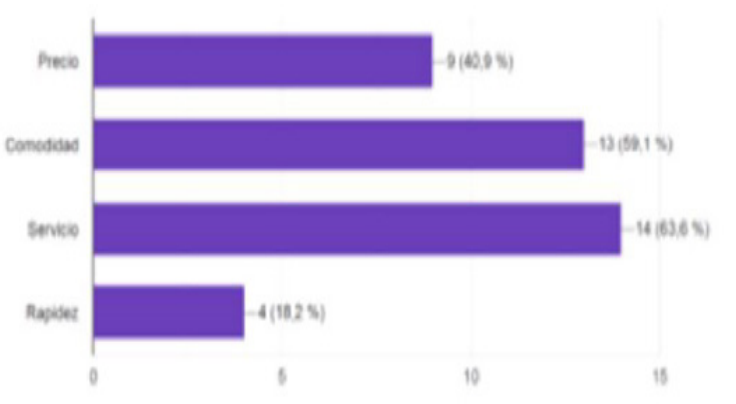 Precio 9 (40,9 %)
Comodidad 13 (59,1 %)
Servicio 14 (63,6 %)
Rapidez 4 (18,2 %)
0 5 10 15